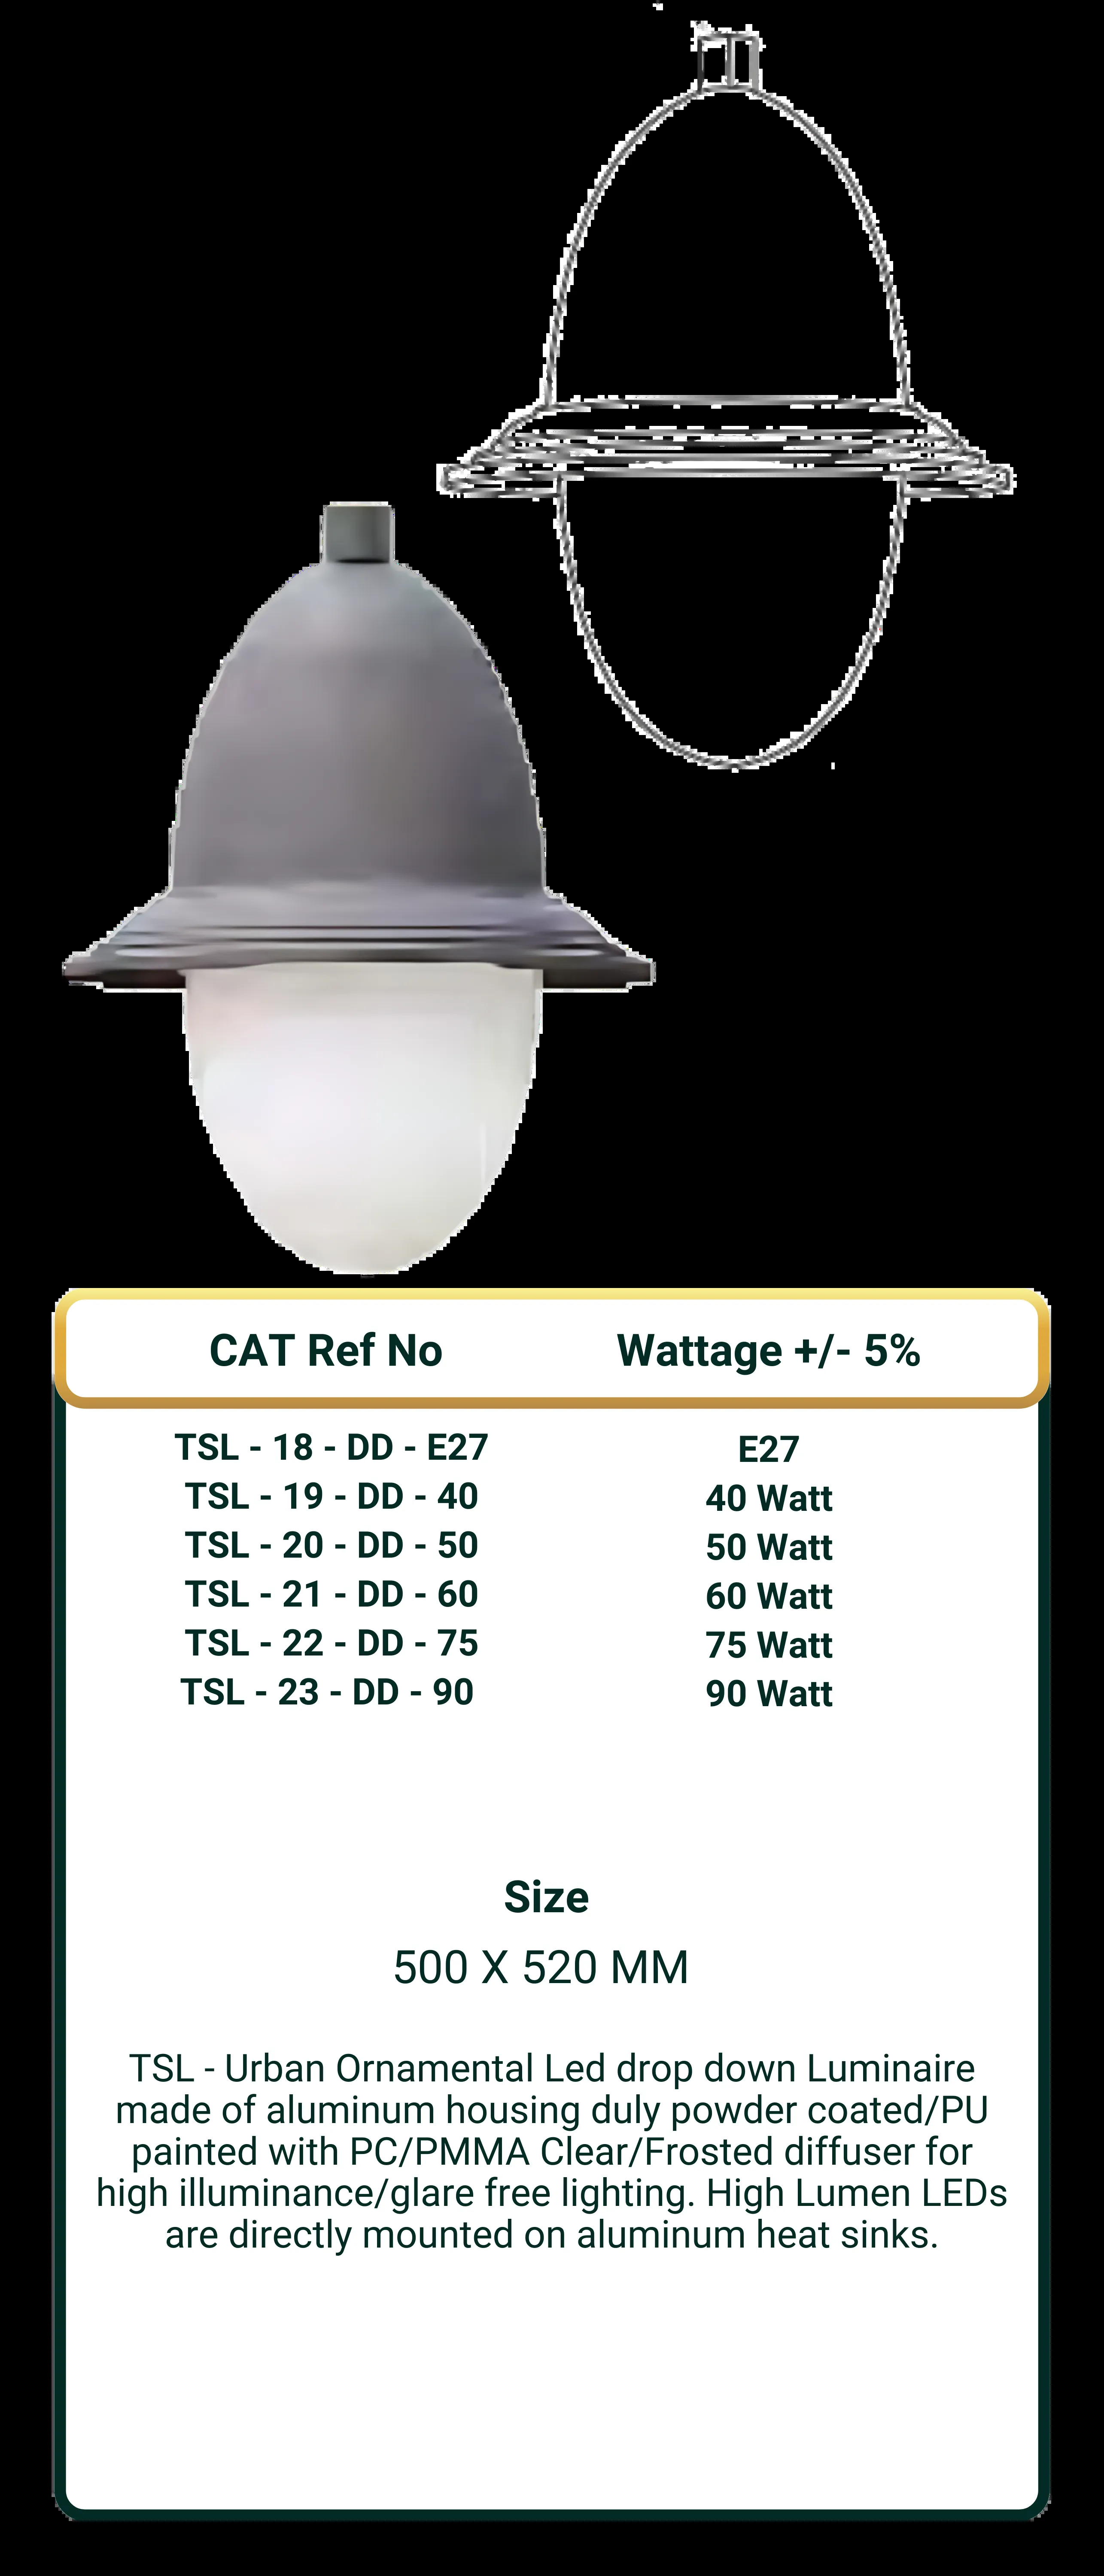 CAT Ref No Wattage +/- 5%
TSL - 18 - DD - E27 E27
TSL - 19 - DD - 40 40 Watt
TSL - 20 - DD - 50 50 Watt
TSL - 21 - DD - 60 60 Watt
TSL - 22 - DD - 75 75 Watt
TSL - 23 - DD - 90 90 Watt
Size
500 X 520 MM
TSL - Urban Ornamental Led drop down Luminaire
made of aluminum housing duly powder coated/PU
painted with PC/PMMA Clear/Frosted diffuser for
high illuminance/glare free lighting. High Lumen LEDs
are directly mounted on aluminum heat sinks.